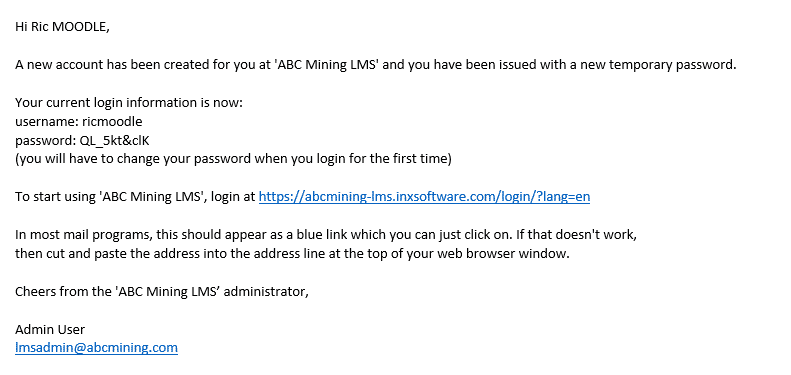 Hi Ric MOODLE,
A new account has been created for you at 'ABC Mining LMS' and you have been issued with a new temporary password.
Your current login information is now:
username: ricmoodle
password: QL_5kt&clK
(you will have to change your password when you login for the first time)
To start using 'ABC Mining LMS', login at https://abcmining-lms.inxsoftware.com/login/?lang=en
In most mail programs, this should appear as a blue link which you can just click on. If that doesn't work,
then cut and paste the address into the address line at the top of your web browser window.
Cheers from the 'ABC Mining LMS’ administrator,
Admin User
lmsadmin@abcmining.com